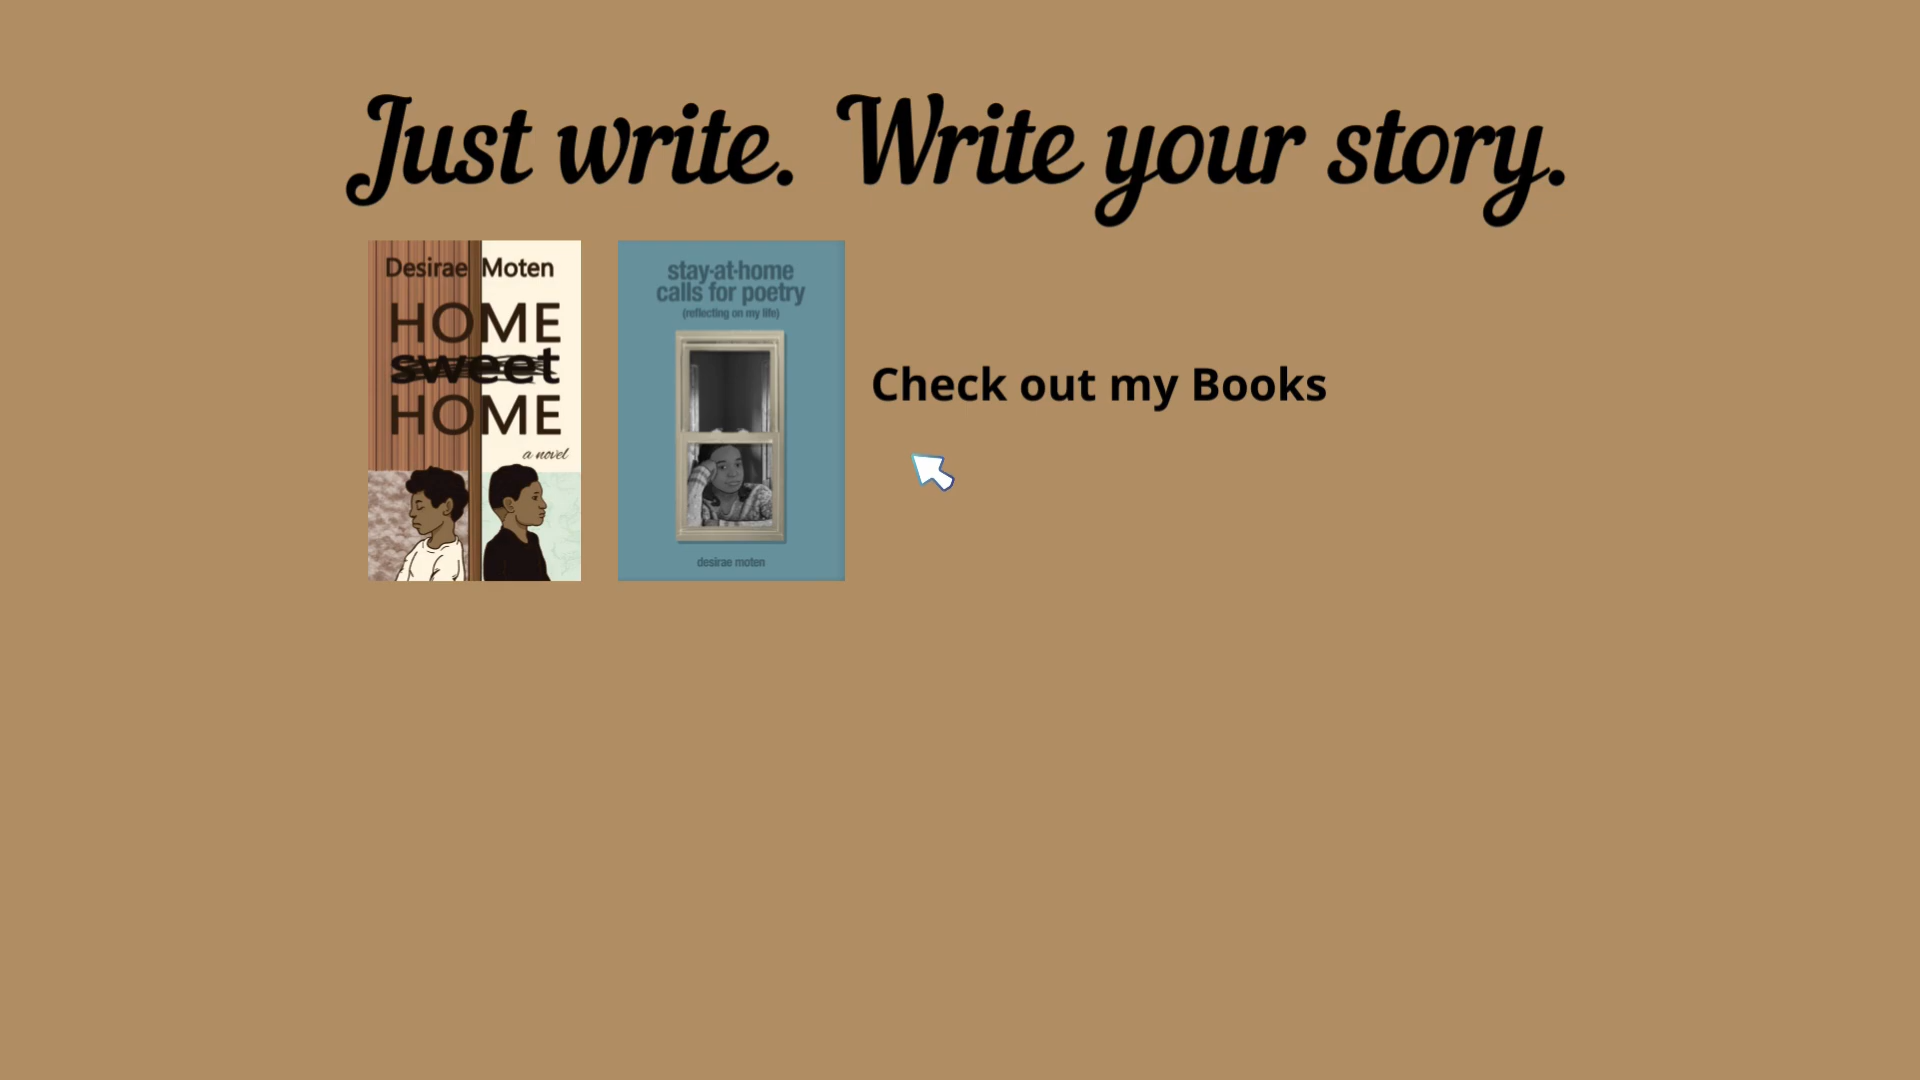 Just write. Write your story.
Desirae Moten
HOME
sweet
HOME
a novel
stay-at-home
calls for poetry
(reflecting on my life)
desirae moten
Check out my Books